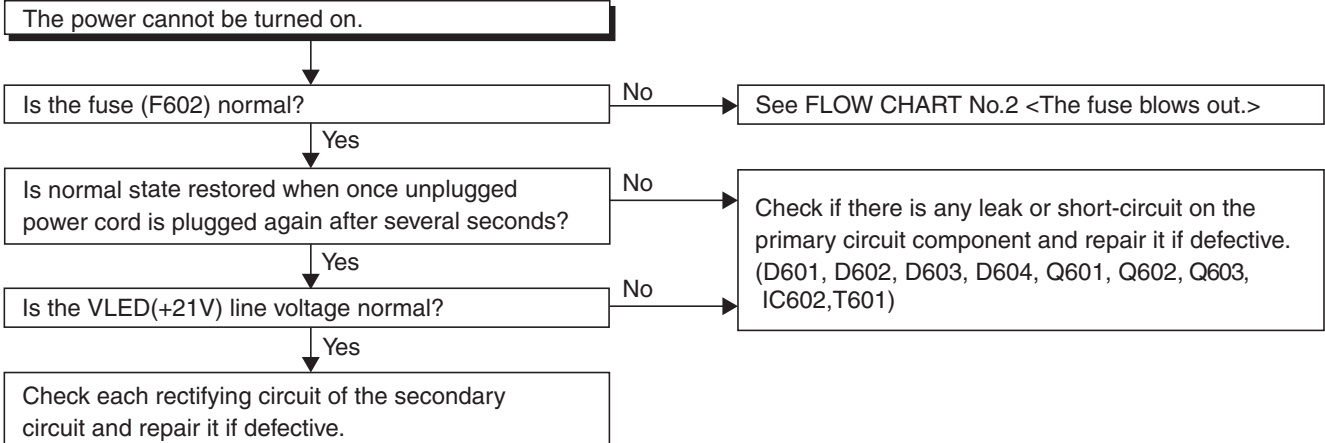 The power cannot be turned on.
Is the fuse (F602) normal?
No
See FLOW CHART No.2 <The fuse blows out.>
Yes
Is normal state restored when once unplugged
power cord is plugged again after several seconds?
No
Check if there is any leak or short-circuit on the
primary circuit component and repair it if defective.
(D601, D602, D603, D604, Q601, Q602, Q603,
IC602,T601)
Yes
Is the VLED(+21V) line voltage normal?
No
Yes
Check each rectifying circuit of the secondary
circuit and repair it if defective.